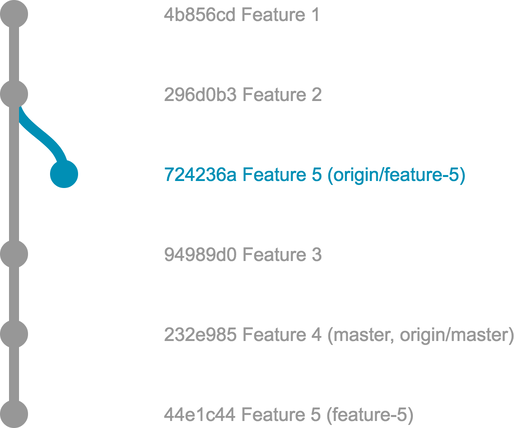 4b856cd Feature 1
296d0b3 Feature 2
724236a Feature 5 (origin/feature-5)
94989d0 Feature 3
232e985 Feature 4 (master, origin/master)
44e1c44 Feature 5 (feature-5)